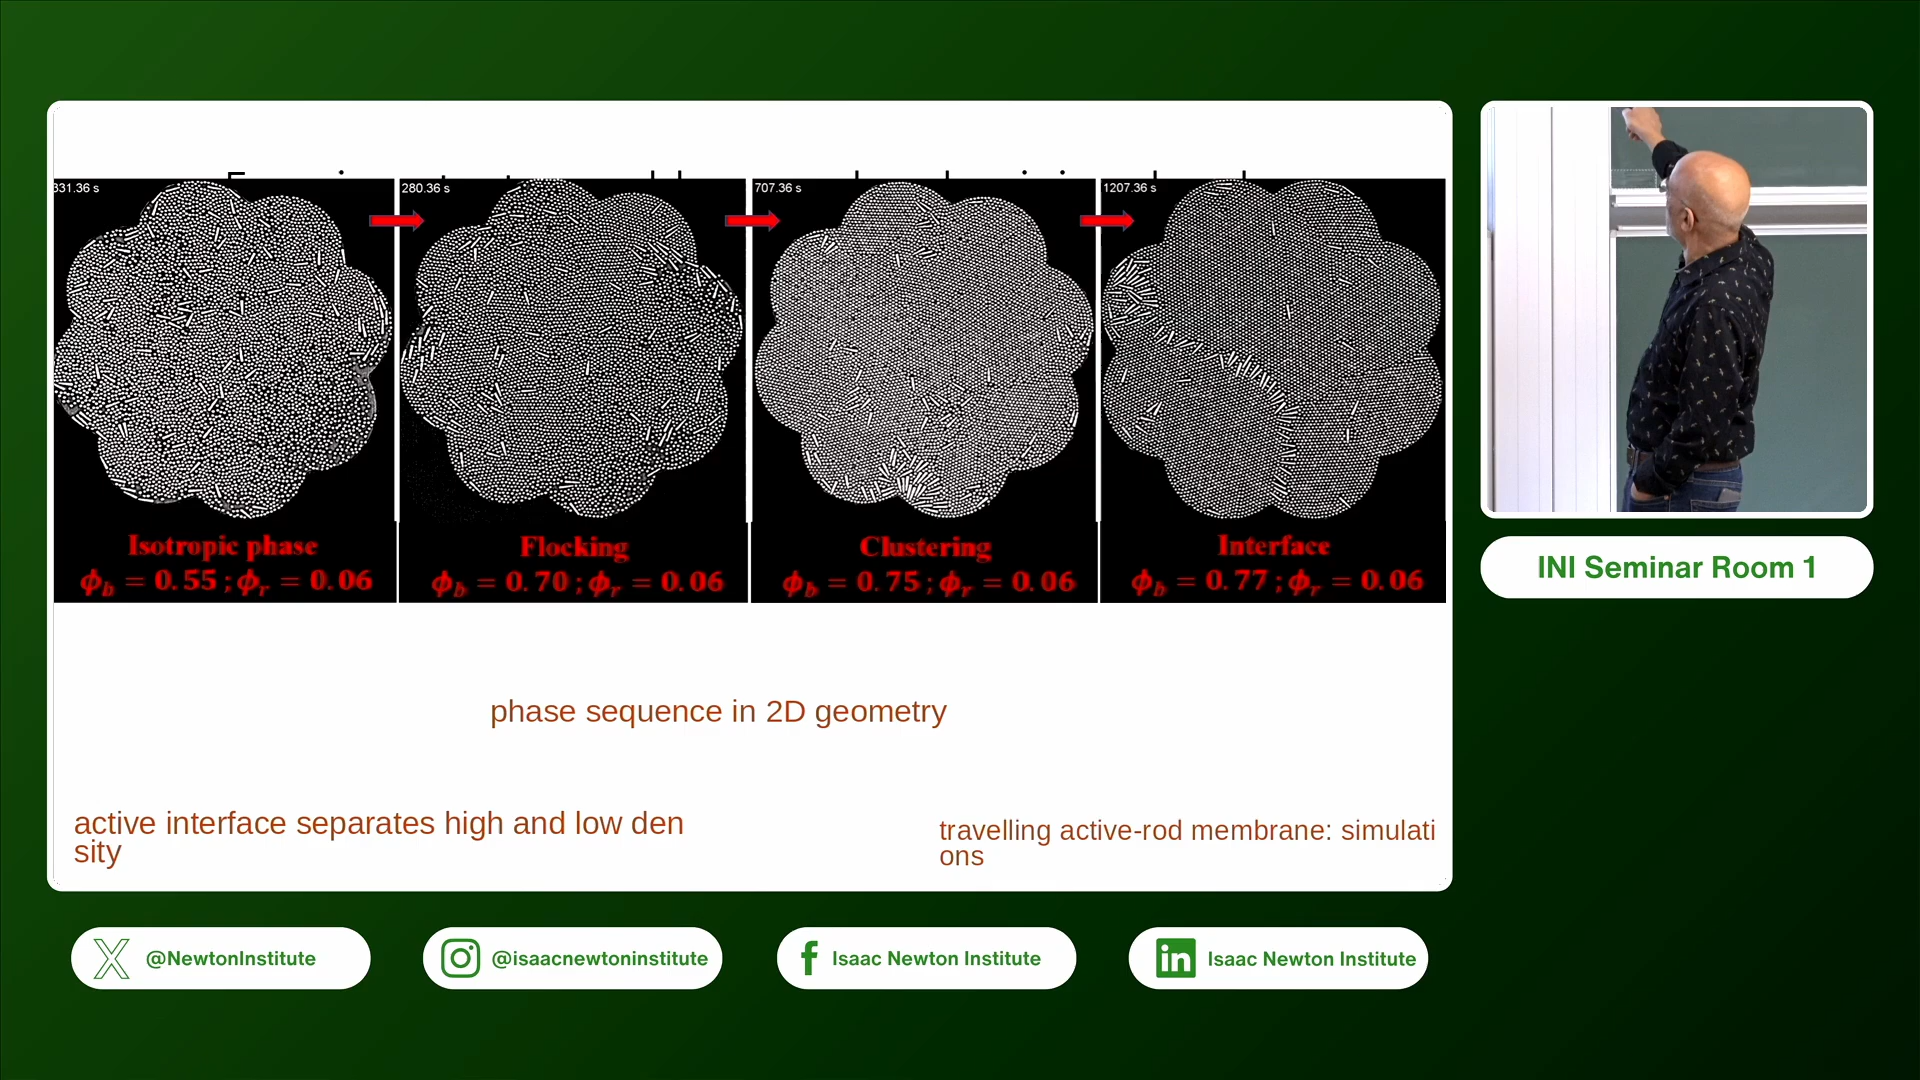 331.36 s
280.36 s
707.36 s
1207.36 s
Isotropic phase
ϕb = 0.55 ; ϕr = 0.06
Flocking
ϕb = 0.70 ; ϕr = 0.06
Clustering
ϕb = 0.75 ; ϕr = 0.06
Interface
ϕb = 0.77 ; ϕr = 0.06
phase sequence in 2D geometry
active interface separates high and low den
sity
travelling active-rod membrane: simulati
ons
INI Seminar Room 1
@NewtonInstitute
@isaacnewtoninstitute
Isaac Newton Institute
Isaac Newton Institute